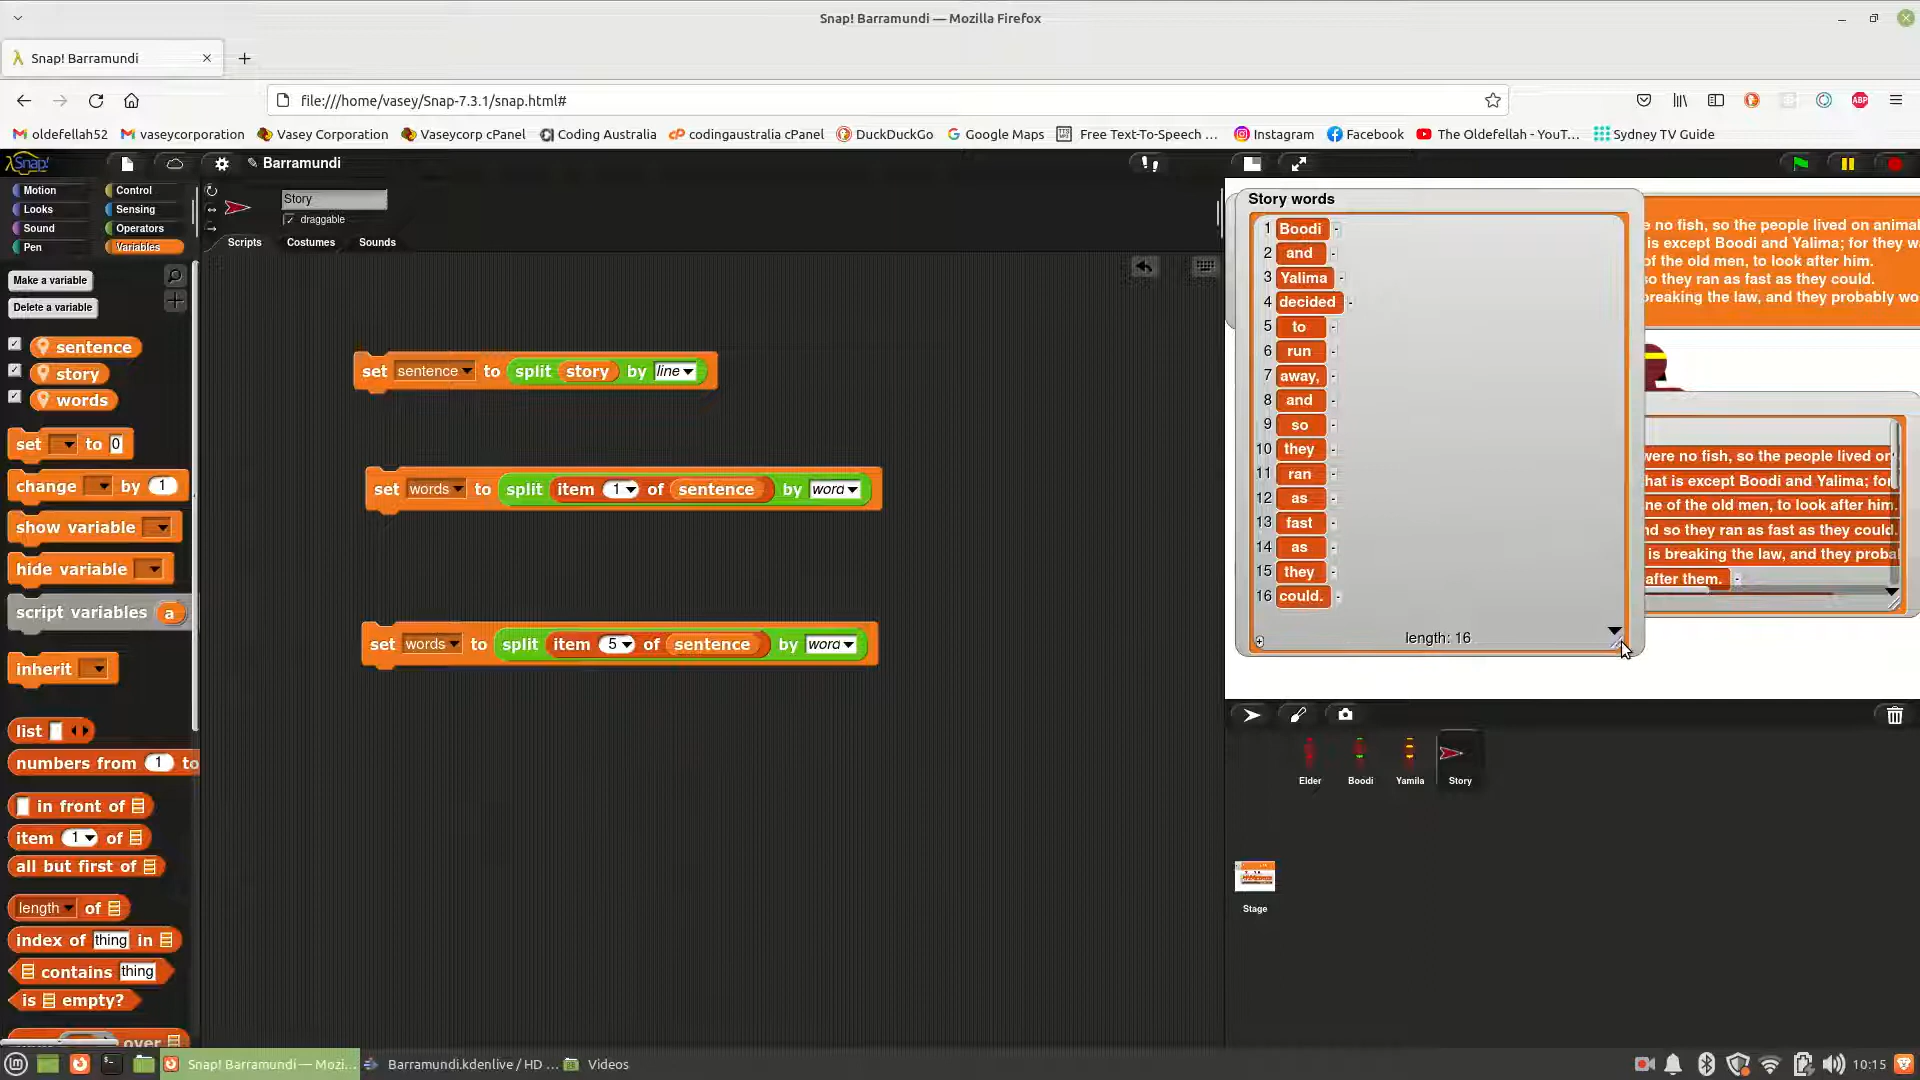 Snap! Barramundi — Mozilla Firefox
Snap! Barramundi
file:///home/vasey/Snap-7.3.1/snap.html#
oldefellah52 vaseycorporation Vasey Corporation Vaseycorp cPanel Coding Australia codingaustralia cPanel DuckDuckGo Google Maps Free Text-To-Speech ... Instagram Facebook The Oldefellah - YouT... Sydney TV Guide
Snap! Barramundi
Motion Control
Looks Sensing
Sound Operators
Pen Variables
Story
draggable
Scripts Costumes Sounds
Make a variable
Delete a variable
sentence
story
words
set to 0
change by 1
show variable
hide variable
script variables a
inherit
list
numbers from 1 to
in front of
item 1 of
all but first of
length of
index of thing in
contains thing
is empty?
over
set sentence to split story by line
set words to split item 1 of sentence by word
set words to split item 5 of sentence by word
Story words
1 Boodi
2 and
3 Yalima
4 decided
5 to
6 run
7 away,
8 and
9 so
10 they
11 ran
12 as
13 fast
14 as
15 they
16 could.
length: 16
no fish, so the people lived on animal
is except Boodi and Yalima; for they w
of the old men, to look after him.
so they ran as fast as they could.
breaking the law, and they probably wo
were no fish, so the people lived on
hat is except Boodi and Yalima; for
ne of the old men, to look after him.
nd so they ran as fast as they could.
is breaking the law, and they proba
after them.
Elder Boodi Yamila Story
Stage
Snap! Barramundi — Mozi... Barramundi.kdenlive / HD ... Videos 10:15